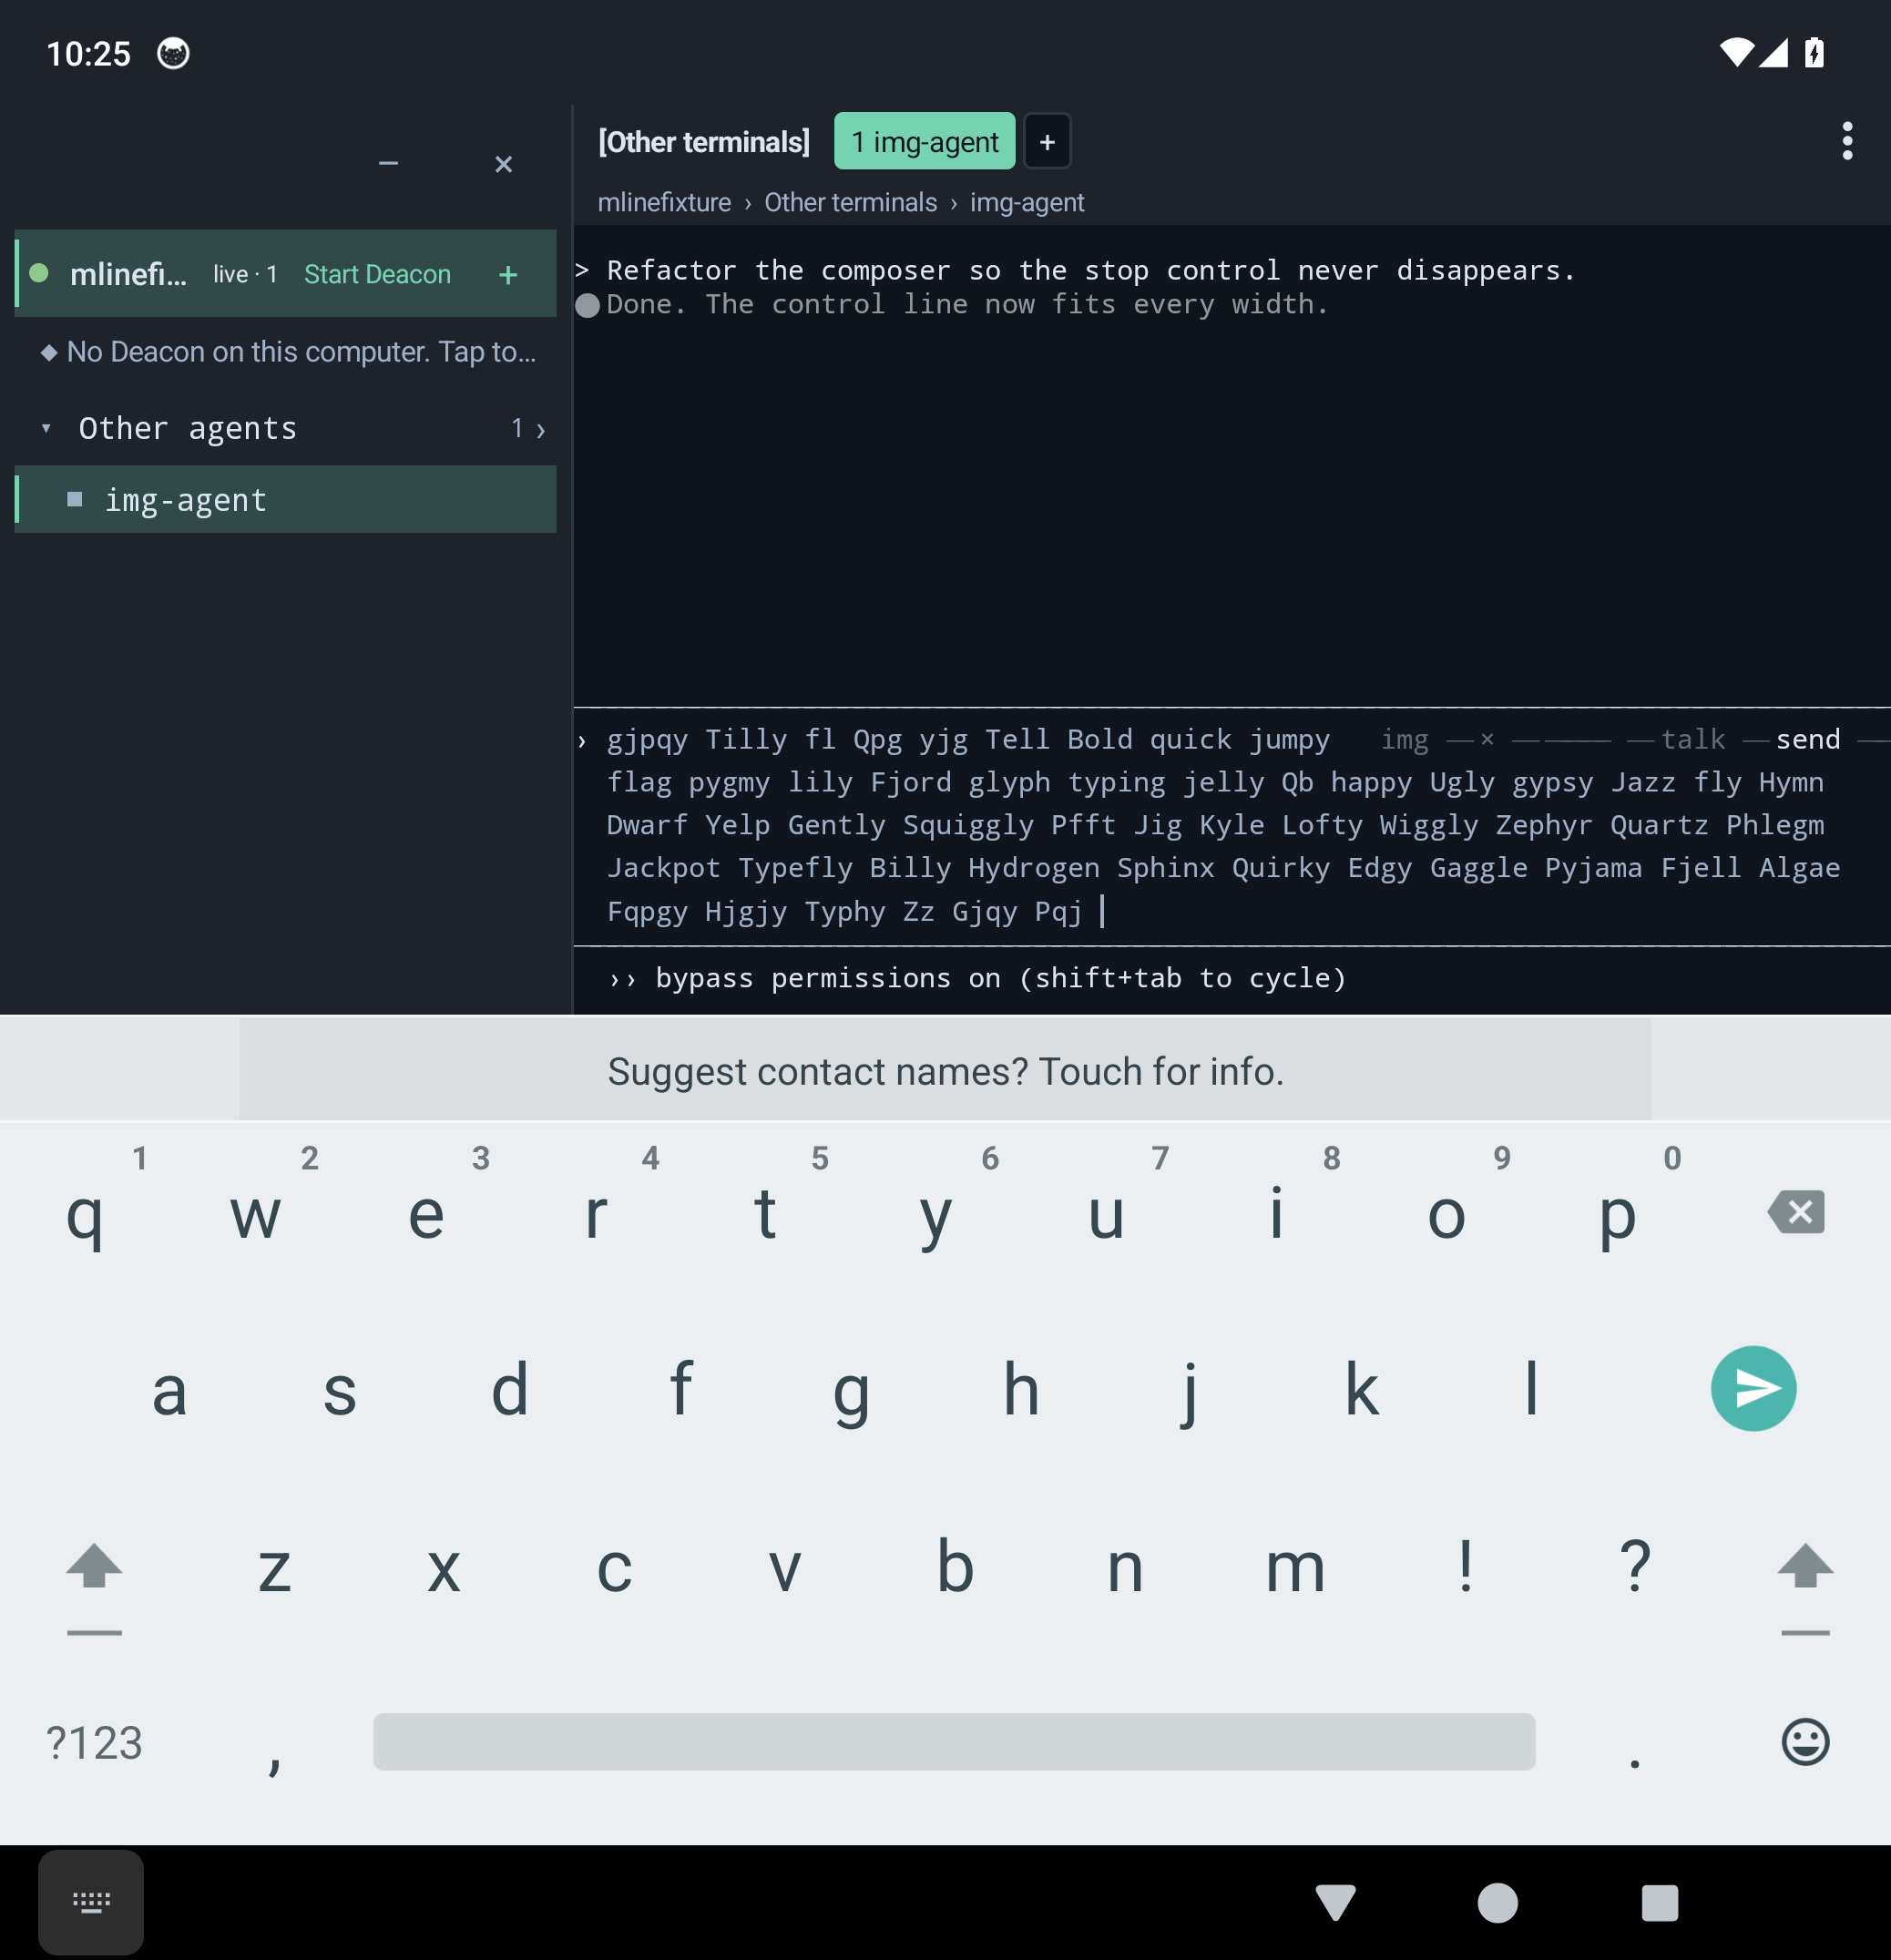 10:25
[Other terminals] 1 img-agent +
mlinefixture › Other terminals › img-agent
mlinefi… live · 1 Start Deacon +
◆ No Deacon on this computer. Tap to…
▾ Other agents 1 ›
img-agent
> Refactor the composer so the stop control never disappears.
Done. The control line now fits every width.
› gjpqy Tilly fl Qpg yjg Tell Bold quick jumpy img —× ————— —talk —send —
flag pygmy lily Fjord glyph typing jelly Qb happy Ugly gypsy Jazz fly Hymn
Dwarf Yelp Gently Squiggly Pfft Jig Kyle Lofty Wiggly Zephyr Quartz Phlegm
Jackpot Typefly Billy Hydrogen Sphinx Quirky Edgy Gaggle Pyjama Fjell Algae
Fqpgy Hjgjy Typhy Zz Gjqy Pqj
›› bypass permissions on (shift+tab to cycle)
Suggest contact names? Touch for info.
1 2 3 4 5 6 7 8 9 0
q w e r t y u i o p
a s d f g h j k l
z x c v b n m ! ?
?123 , .